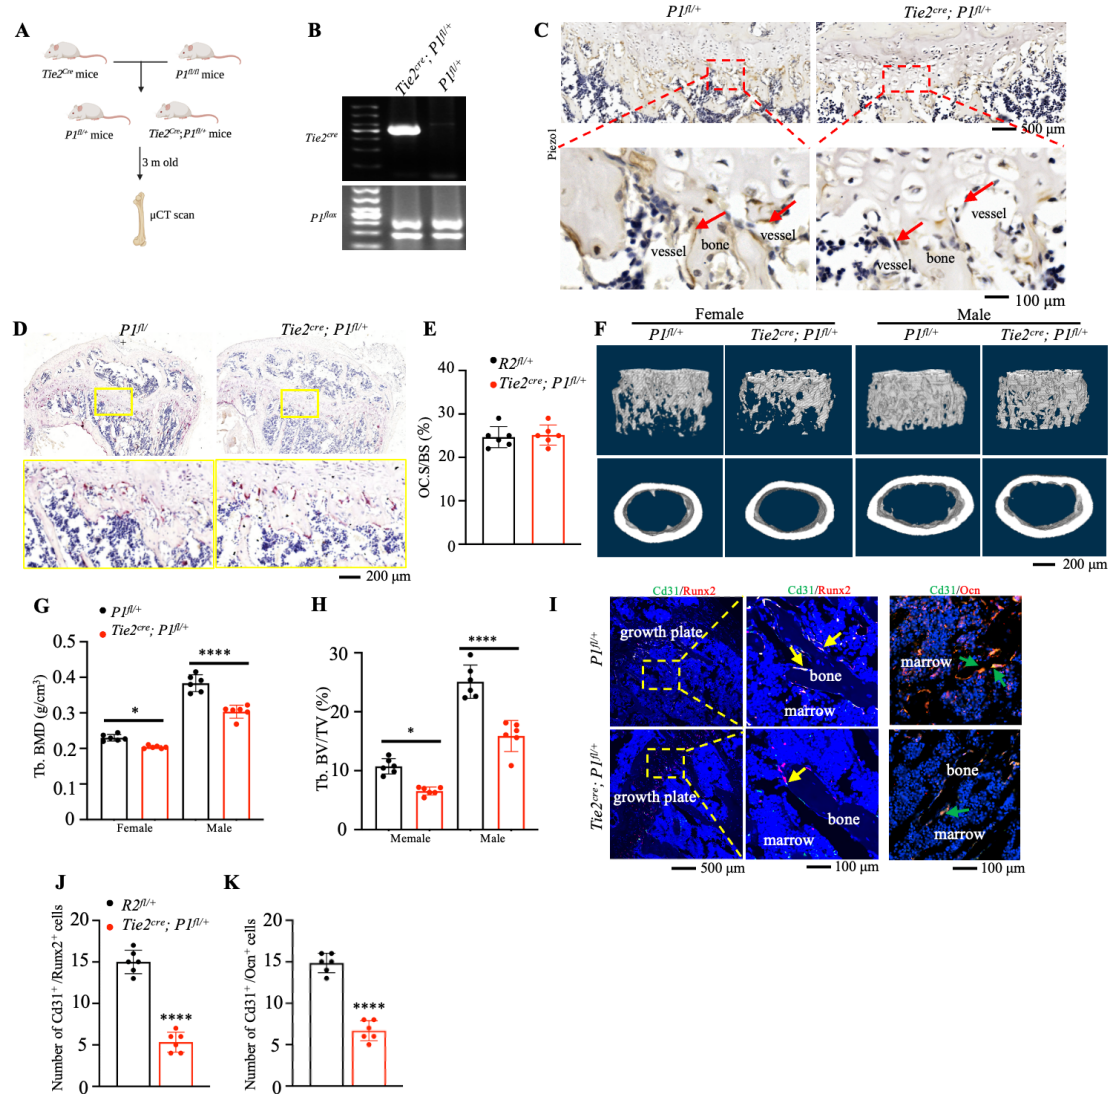 A
Tie2Cre mice
P1fl/fl mice
P1fl/+ mice
Tie2Cre;P1fl/+ mice
3 m old
μCT scan
B
Tie2cre; P1fl/+
P1fl/+
Tie2cre
P1flox
C
P1fl/+
Tie2cre; P1fl/+
Piezo1
500 μm
vessel
bone
vessel
vessel
bone
vessel
100 μm
D
P1fl/
+
Tie2cre; P1fl/+
200 μm
E
R2fl/+
Tie2cre; P1fl/+
OC.S/BS (%)
40
30
20
10
0
F
Female
Male
P1fl/+
Tie2cre; P1fl/+
P1fl/+
Tie2cre; P1fl/+
200 μm
G
P1fl/+
Tie2cre; P1fl/+
Tb. BMD (g/cm3)
0.5
0.4
0.3
0.2
0.1
0
*
****
Female
Male
H
Tb. BV/TV (%)
30
20
10
0
*
****
Memale
Male
I
Cd31/Runx2
Cd31/Runx2
Cd31/Ocn
P1fl/+
growth plate
bone
marrow
marrow
Tie2cre; P1fl/+
growth plate
bone
marrow
bone
marrow
500 μm
100 μm
100 μm
J
R2fl/+
Tie2cre; P1fl/+
Number of Cd31+/Runx2+ cells
20
15
10
5
0
****
K
Number of Cd31+/Ocn+ cells
20
15
10
5
0
****